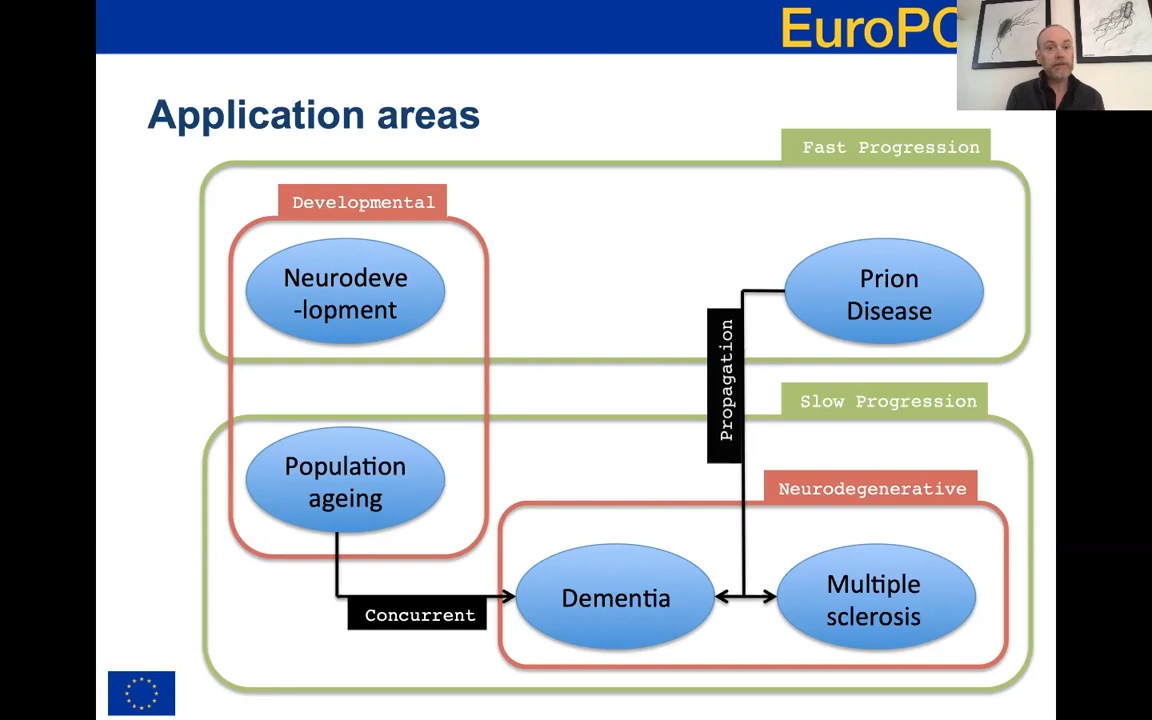 EuroPO
Application areas
Fast Progression
Developmental
Neurodeve
-lopment
Prion
Disease
Propagation
Slow Progression
Population
ageing
Neurodegenerative
Dementia
Multiple
sclerosis
Concurrent